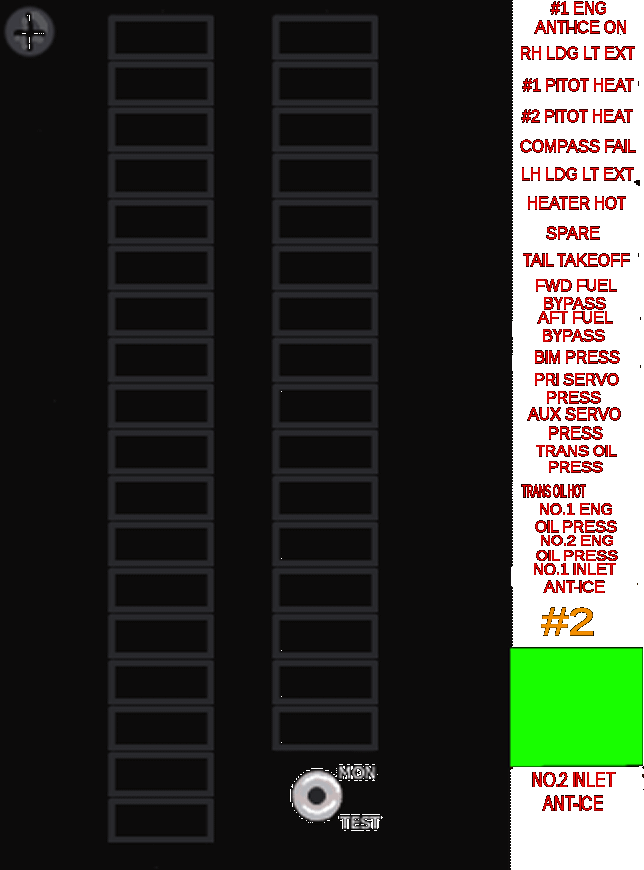 #1 ENG
ANTI-ICE ON
RH LDG LT EXT
#1 PITOT HEAT
#2 PITOT HEAT
COMPASS FAIL
LH LDG LT EXT
HEATER HOT
SPARE
TAIL TAKEOFF
FWD FUEL
BYPASS
AFT FUEL
BYPASS
BIM PRESS
PRI SERVO
PRESS
AUX SERVO
PRESS
TRANS OIL
PRESS
TRANS OIL HOT
NO.1 ENG
OIL PRESS
NO.2 ENG
OIL PRESS
NO.1 INLET
ANT-ICE
#2
NO.2 INLET
ANT-ICE
MON
TEST